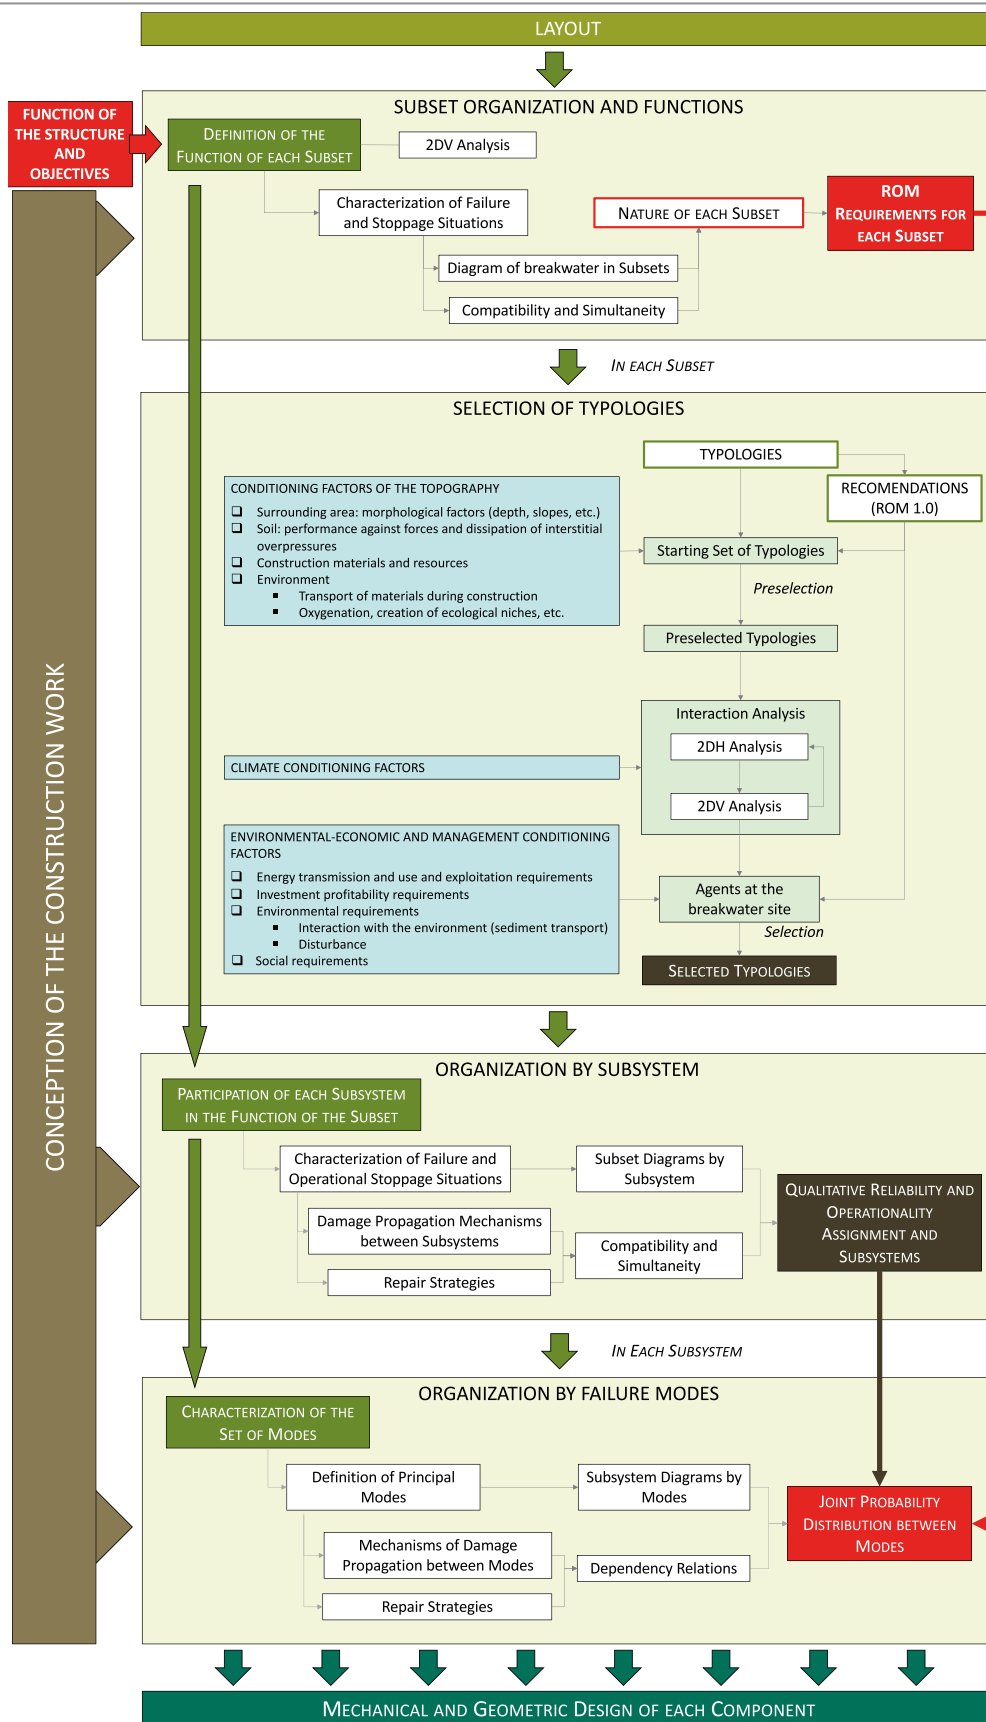 LAYOUT
SUBSET ORGANIZATION AND FUNCTIONS
FUNCTION OF
THE STRUCTURE
AND
OBJECTIVES
DEFINITION OF THE
FUNCTION OF EACH SUBSET
2DV Analysis
Characterization of Failure
and Stoppage Situations
NATURE OF EACH SUBSET
ROM
REQUIREMENTS FOR
EACH SUBSET
Diagram of breakwater in Subsets
Compatibility and Simultaneity
IN EACH SUBSET
SELECTION OF TYPOLOGIES
TYPOLOGIES
RECOMENDATIONS
(ROM 1.0)
CONDITIONING FACTORS OF THE TOPOGRAPHY
Surrounding area: morphological factors (depth, slopes, etc.)
Soil: performance against forces and dissipation of interstitial
overpressures
Construction materials and resources
Environment
Transport of materials during construction
Oxygenation, creation of ecological niches, etc.
Starting Set of Typologies
Preselection
Preselected Typologies
Interaction Analysis
2DH Analysis
2DV Analysis
CLIMATE CONDITIONING FACTORS
ENVIRONMENTAL-ECONOMIC AND MANAGEMENT CONDITIONING
FACTORS
Energy transmission and use and exploitation requirements
Investment profitability requirements
Environmental requirements
Interaction with the environment (sediment transport)
Disturbance
Social requirements
Agents at the
breakwater site
Selection
SELECTED TYPOLOGIES
CONCEPTION OF THE CONSTRUCTION WORK
ORGANIZATION BY SUBSYSTEM
PARTICIPATION OF EACH SUBSYSTEM
IN THE FUNCTION OF THE SUBSET
Characterization of Failure and
Operational Stoppage Situations
Subset Diagrams by
Subsystem
Damage Propagation Mechanisms
between Subsystems
Compatibility and
Simultaneity
Repair Strategies
QUALITATIVE RELIABILITY AND
OPERATIONALITY
ASSIGNMENT AND
SUBSYSTEMS
IN EACH SUBSYSTEM
ORGANIZATION BY FAILURE MODES
CHARACTERIZATION OF THE
SET OF MODES
Definition of Principal
Modes
Subsystem Diagrams by
Modes
Mechanisms of Damage
Propagation between Modes
Dependency Relations
Repair Strategies
JOINT PROBABILITY
DISTRIBUTION BETWEEN
MODES
MECHANICAL AND GEOMETRIC DESIGN OF EACH COMPONENT